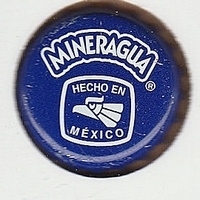 MINERAGUA
®
HECHO EN
MÉXICO